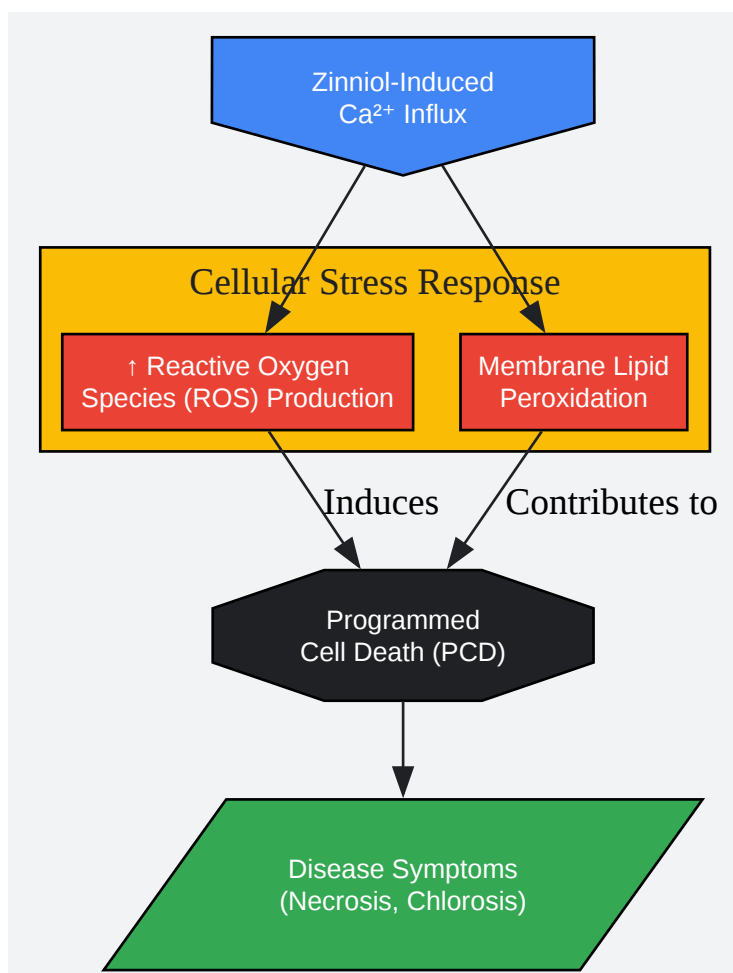 Zinniol-Induced
Ca²⁺ Influx
Cellular Stress Response
↑ Reactive Oxygen
Species (ROS) Production
Membrane Lipid
Peroxidation
Induces
Contributes to
Programmed
Cell Death (PCD)
Disease Symptoms
(Necrosis, Chlorosis)